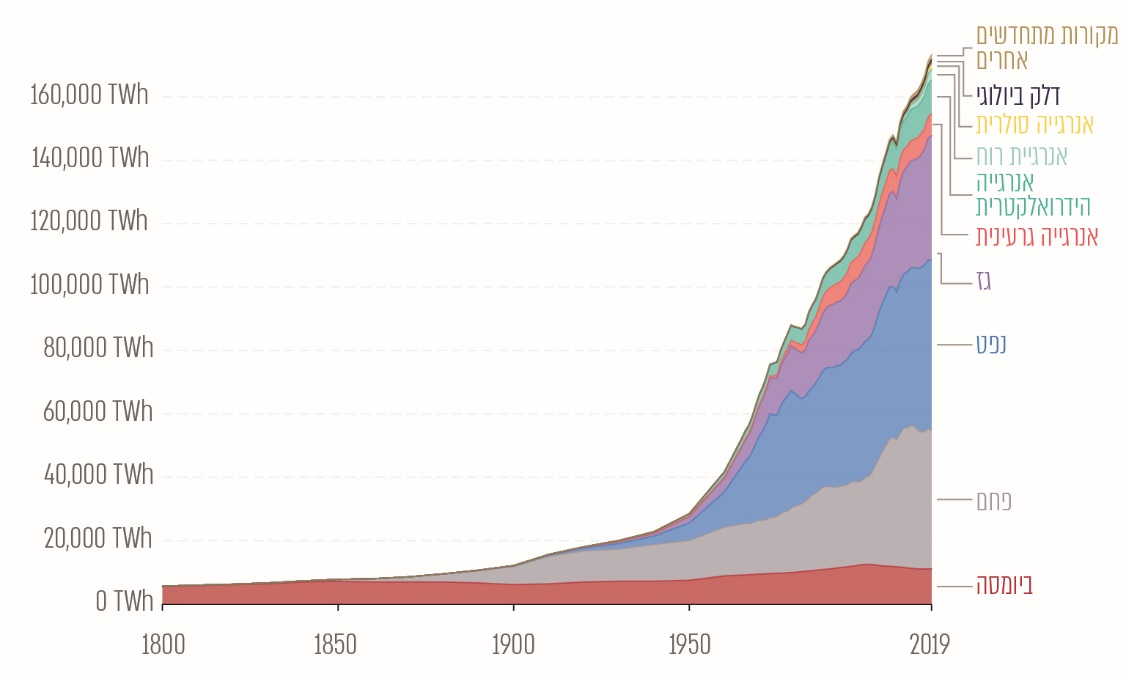 מקורות מתחדשים
אחרים
דלק ביולוגי
אנרגייה סולרית
אנרגיית רוח
אנרגייה
הידרואלקטרית
אנרגייה גרעינית
גז
נפט
פחם
ביומסה
160,000 TWh
140,000 TWh
120,000 TWh
100,000 TWh
80,000 TWh
60,000 TWh
40,000 TWh
20,000 TWh
0 TWh
1800
1850
1900
1950
2019